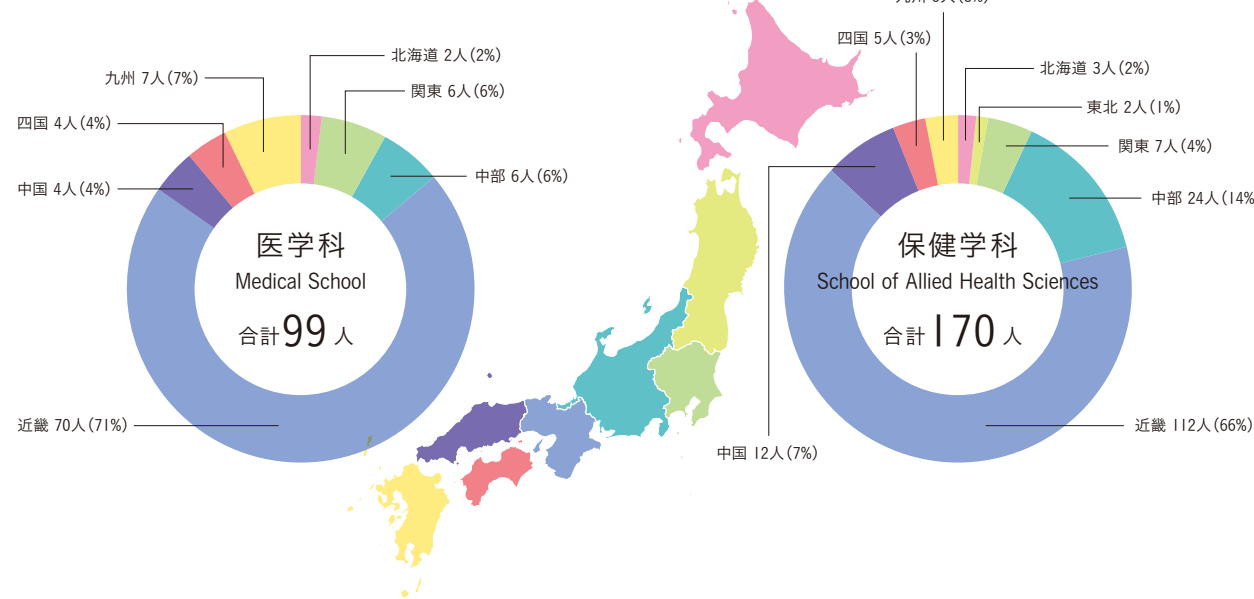 北海道 2人(2%)
関東 6人(6%)
中部 6人(6%)
近畿 70人(71%)
中国 4人(4%)
四国 4人(4%)
九州 7人(7%)
医学科
Medical School
合計99人
四国 5人(3%)
北海道 3人(2%)
東北 2人(1%)
関東 7人(4%)
中部 24人(14%
近畿 112人(66%)
中国 12人(7%)
保健学科
School of Allied Health Sciences
合計170人